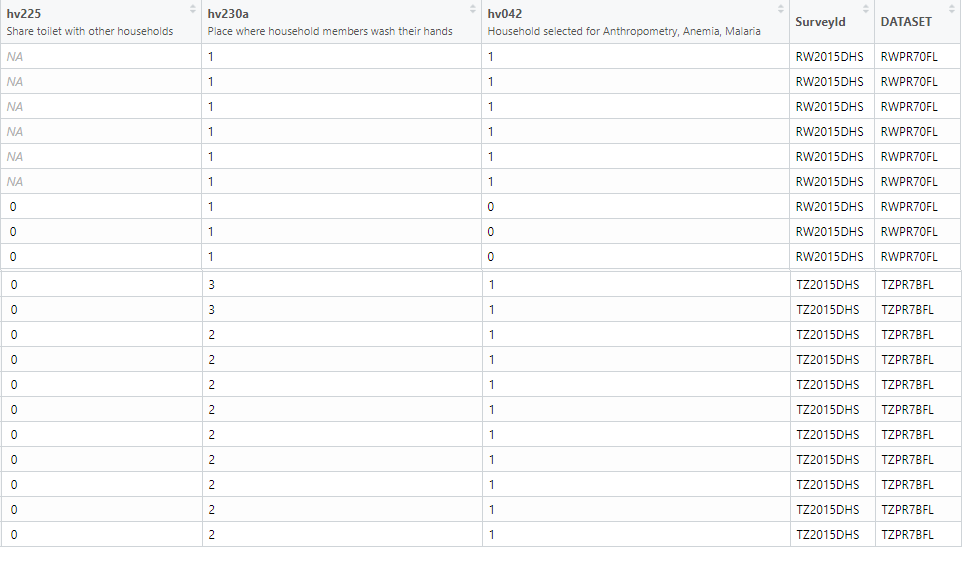 hv225 hv230a hv042 SurveyId DATASET
Share toilet with other households Place where household members wash their hands Household selected for Anthropometry, Anemia, Malaria
NA 1 1 RW2015DHS RWPR70FL
NA 1 1 RW2015DHS RWPR70FL
NA 1 1 RW2015DHS RWPR70FL
NA 1 1 RW2015DHS RWPR70FL
NA 1 1 RW2015DHS RWPR70FL
NA 1 1 RW2015DHS RWPR70FL
0 1 0 RW2015DHS RWPR70FL
0 1 0 RW2015DHS RWPR70FL
0 1 0 RW2015DHS RWPR70FL
0 3 1 TZ2015DHS TZPR7BFL
0 3 1 TZ2015DHS TZPR7BFL
0 2 1 TZ2015DHS TZPR7BFL
0 2 1 TZ2015DHS TZPR7BFL
0 2 1 TZ2015DHS TZPR7BFL
0 2 1 TZ2015DHS TZPR7BFL
0 2 1 TZ2015DHS TZPR7BFL
0 2 1 TZ2015DHS TZPR7BFL
0 2 1 TZ2015DHS TZPR7BFL
0 2 1 TZ2015DHS TZPR7BFL
0 2 1 TZ2015DHS TZPR7BFL